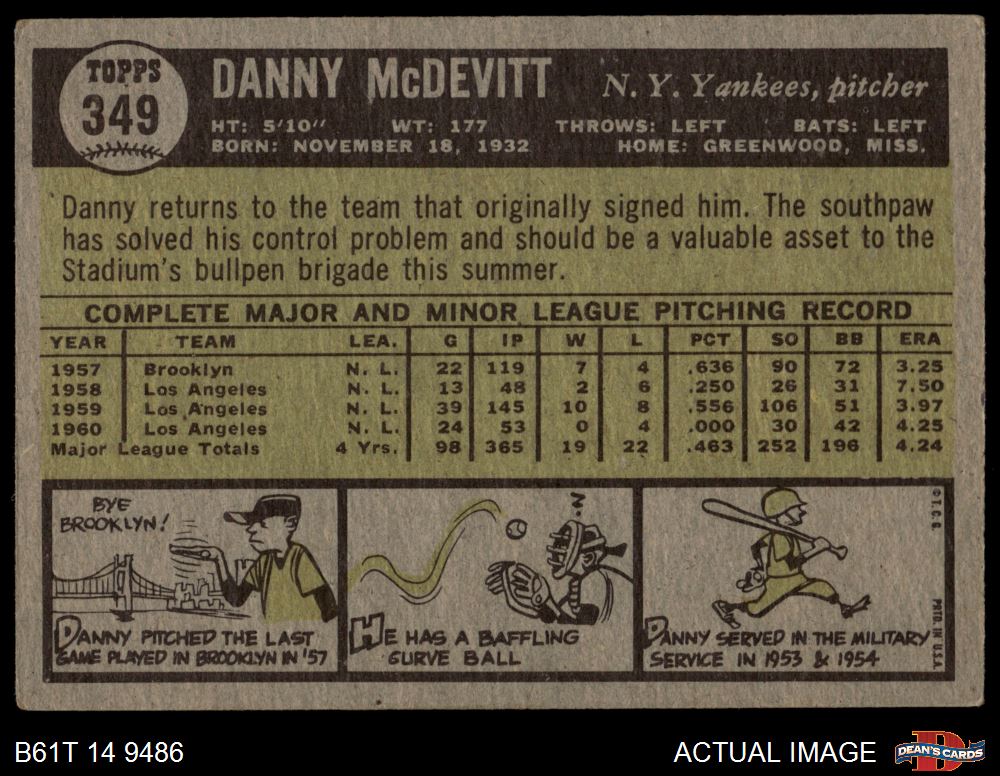 TOPPS
349
DANNY McDEVITT
N. Y. Yankees, pitcher
HT: 5'10" WT: 177 THROWS: LEFT BATS: LEFT
BORN: NOVEMBER 18, 1932 HOME: GREENWOOD, MISS.
Danny returns to the team that originally signed him. The southpaw
has solved his control problem and should be a valuable asset to the
Stadium's bullpen brigade this summer.
COMPLETE MAJOR AND MINOR LEAGUE PITCHING RECORD
YEAR TEAM LEA. G IP W L PCT SO BB ERA
1957 Brooklyn N. L. 22 119 7 4 .636 90 72 3.25
1958 Los Angeles N. L. 13 48 2 6 .250 26 31 7.50
1959 Los Angeles N. L. 39 145 10 8 .556 106 51 3.97
1960 Los Angeles N. L. 24 53 0 4 .000 30 42 4.25
Major League Totals 4 Yrs. 98 365 19 22 .463 252 196 4.24
BYE
BROOKLYN!
DANNY PITCHED THE LAST
GAME PLAYED IN BROOKLYN IN '57
HE HAS A BAFFLING
CURVE BALL
DANNY SERVED IN THE MILITARY
SERVICE IN 1953 & 1954
© T.C.G.
PRTD. IN U.S.A.
B61T 14 9486
ACTUAL IMAGE
D
DEAN'S CARDS